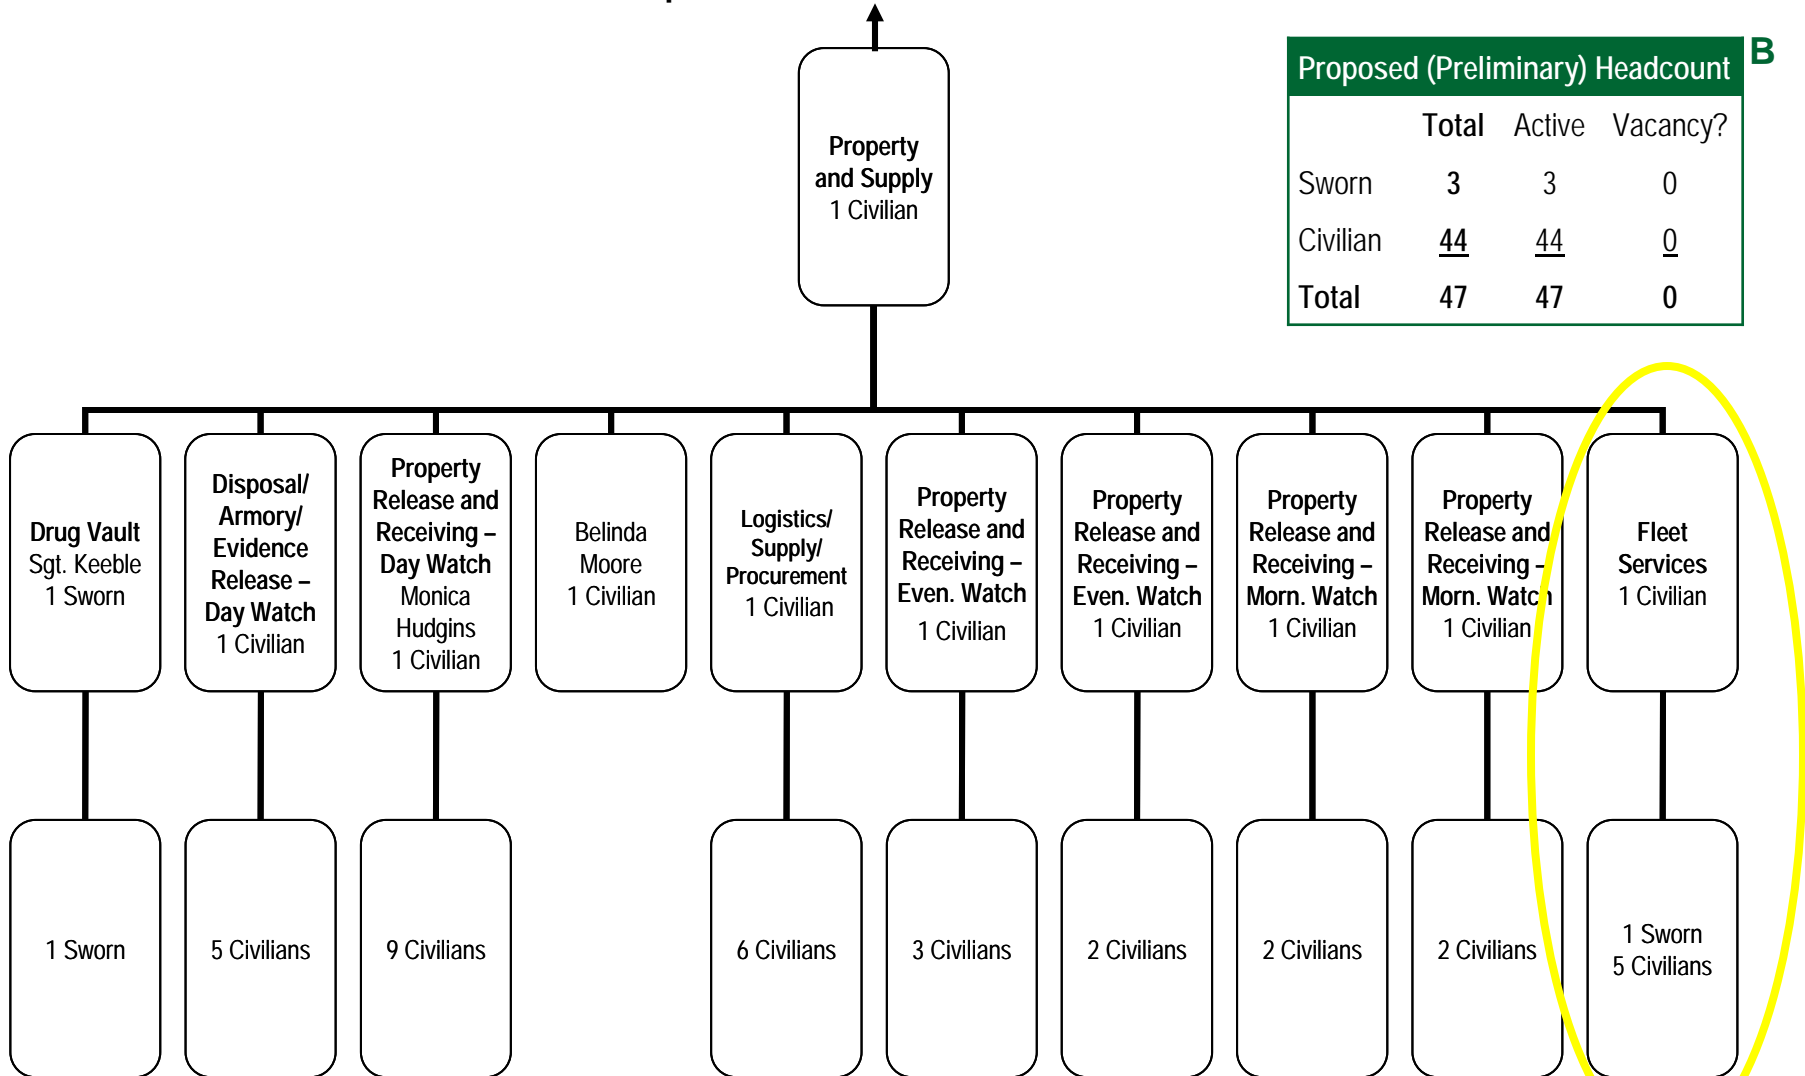 Property
and Supply
1 Civilian
B
Proposed (Preliminary) Headcount
Total Active Vacancy?
Sworn 3 3 0
Civilian 44 44 0
Total 47 47 0
Drug Vault
Sgt. Keeble
1 Sworn
Disposal/
Armory/
Evidence
Release –
Day Watch
1 Civilian
Property
Release and
Receiving –
Day Watch
Monica
Hudgins
1 Civilian
Belinda
Moore
1 Civilian
Logistics/
Supply/
Procurement
1 Civilian
Property
Release and
Receiving –
Even. Watch
1 Civilian
Property
Release and
Receiving –
Even. Watch
1 Civilian
Property
Release and
Receiving –
Morn. Watch
1 Civilian
Property
Release and
Receiving –
Morn. Watch
1 Civilian
Fleet
Services
1 Civilian
1 Sworn
5 Civilians
9 Civilians
6 Civilians
3 Civilians
2 Civilians
2 Civilians
2 Civilians
1 Sworn
5 Civilians